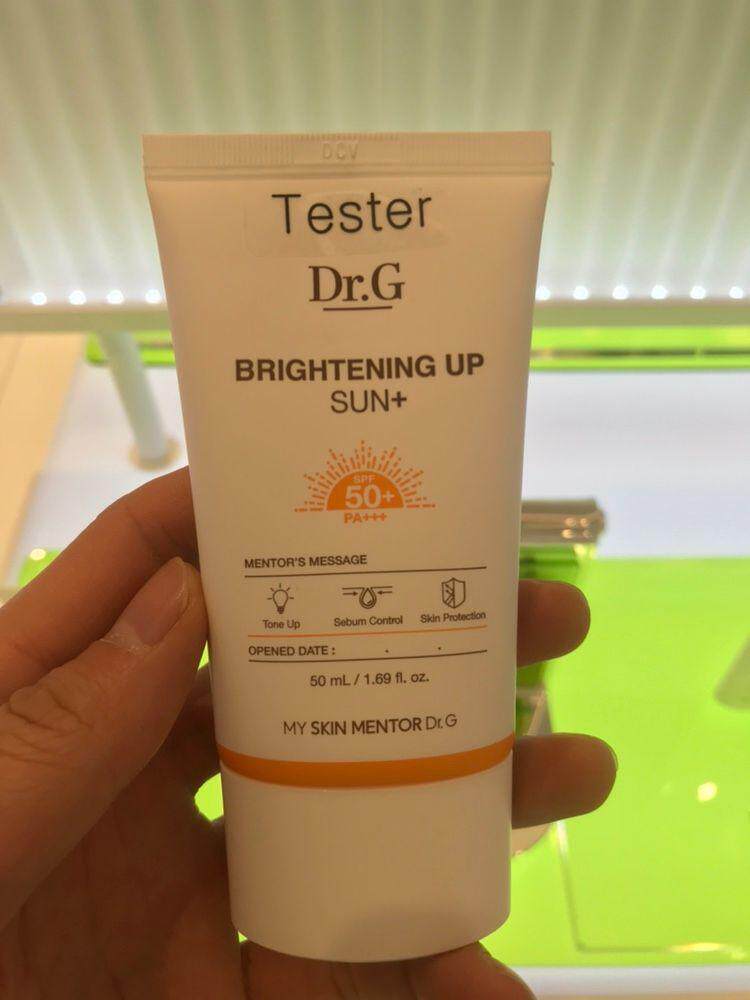 DCV
Tester
Dr.G
BRIGHTENING UP
SUN+
SPF
50+
PA+++
MENTOR'S MESSAGE
Tone Up Sebum Control Skin Protection
OPENED DATE : . .
50 mL / 1.69 fl. oz.
MY SKIN MENTOR Dr.G